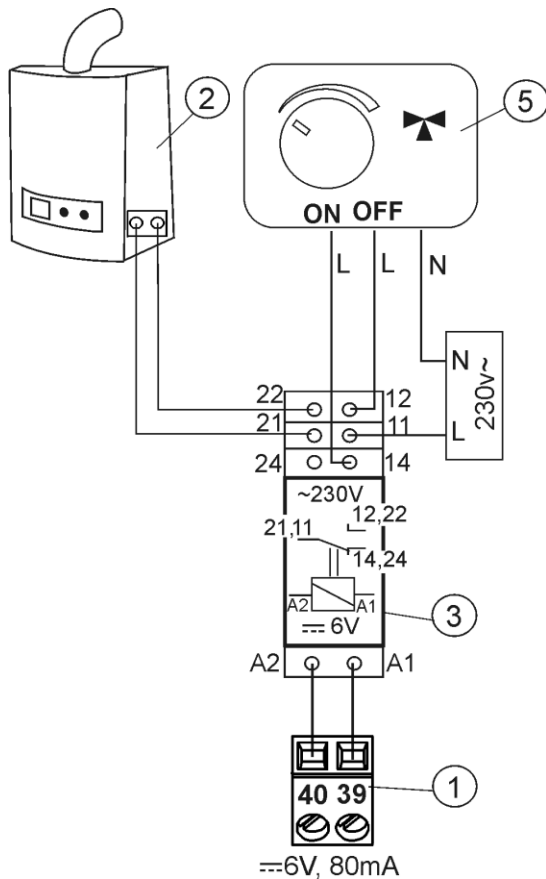 2
5
ON OFF
L L N
N
230v~
L
22 12
21 11
24 14
~230V
12,22
21,11
14,24
A2 A1
3
⎓ 6V
A2 A1
40 39
1
⎓6V, 80mA